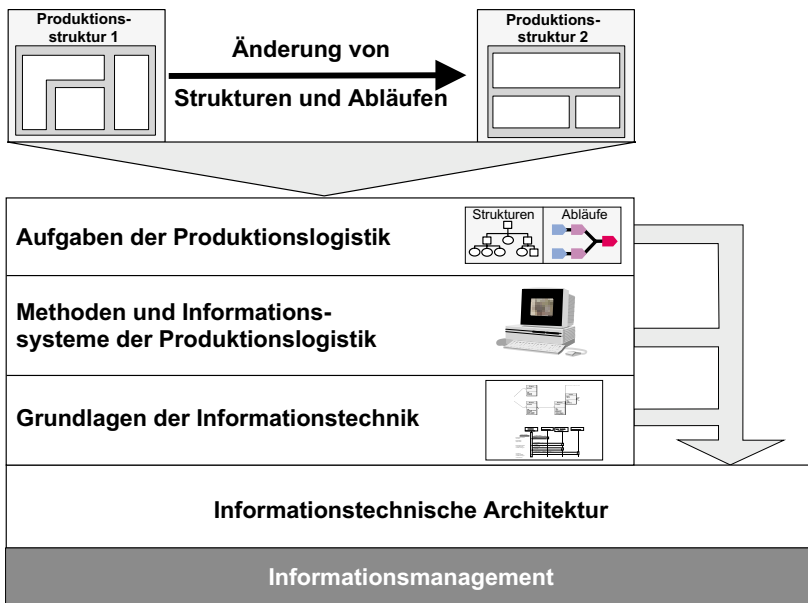 Produktions-
struktur 1
Änderung von
Strukturen und Abläufen
Produktions-
struktur 2
Aufgaben der Produktionslogistik
Strukturen
Abläufe
Methoden und Informations-
systeme der Produktionslogistik
Grundlagen der Informationstechnik
Informationstechnische Architektur
Informationsmanagement